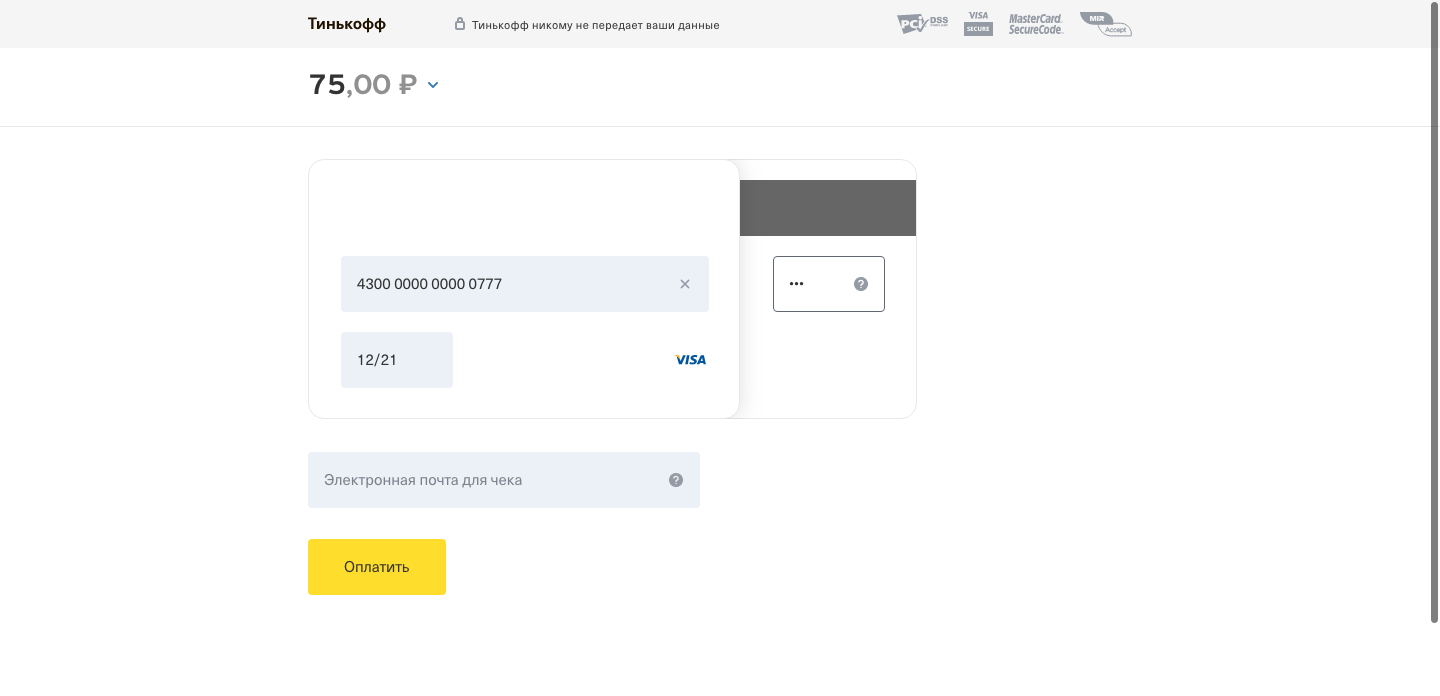 Тинькофф
Тинькофф никому не передает ваши данные
PCI DSS
VISA
SECURE
MasterCard.
SecureCode.
MIR
Accept
75,00 ₽
4300 0000 0000 0777
•••
?
12/21
VISA
Электронная почта для чека
?
Оплатить